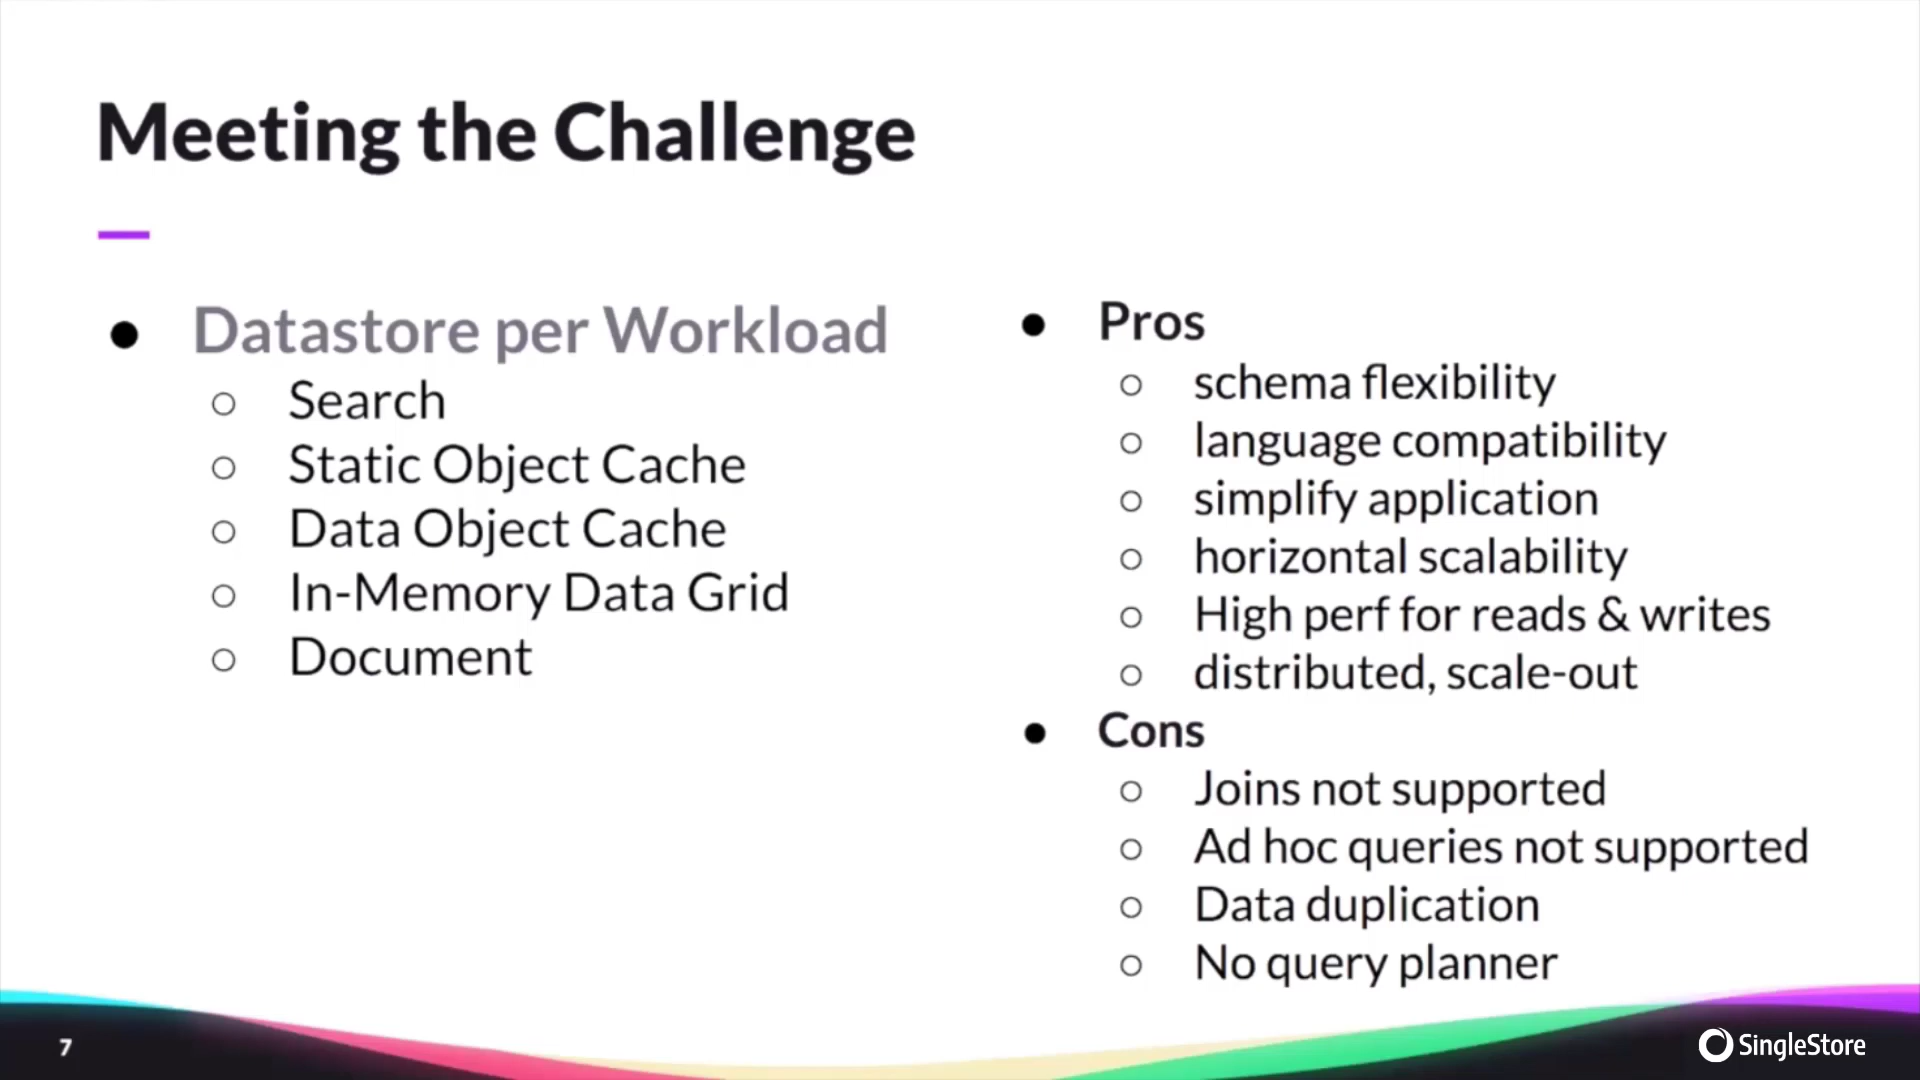 Meeting the Challenge
● Datastore per Workload
○ Search
○ Static Object Cache
○ Data Object Cache
○ In-Memory Data Grid
○ Document
● Pros
○ schema flexibility
○ language compatibility
○ simplify application
○ horizontal scalability
○ High perf for reads & writes
○ distributed, scale-out
● Cons
○ Joins not supported
○ Ad hoc queries not supported
○ Data duplication
○ No query planner
7
SingleStore